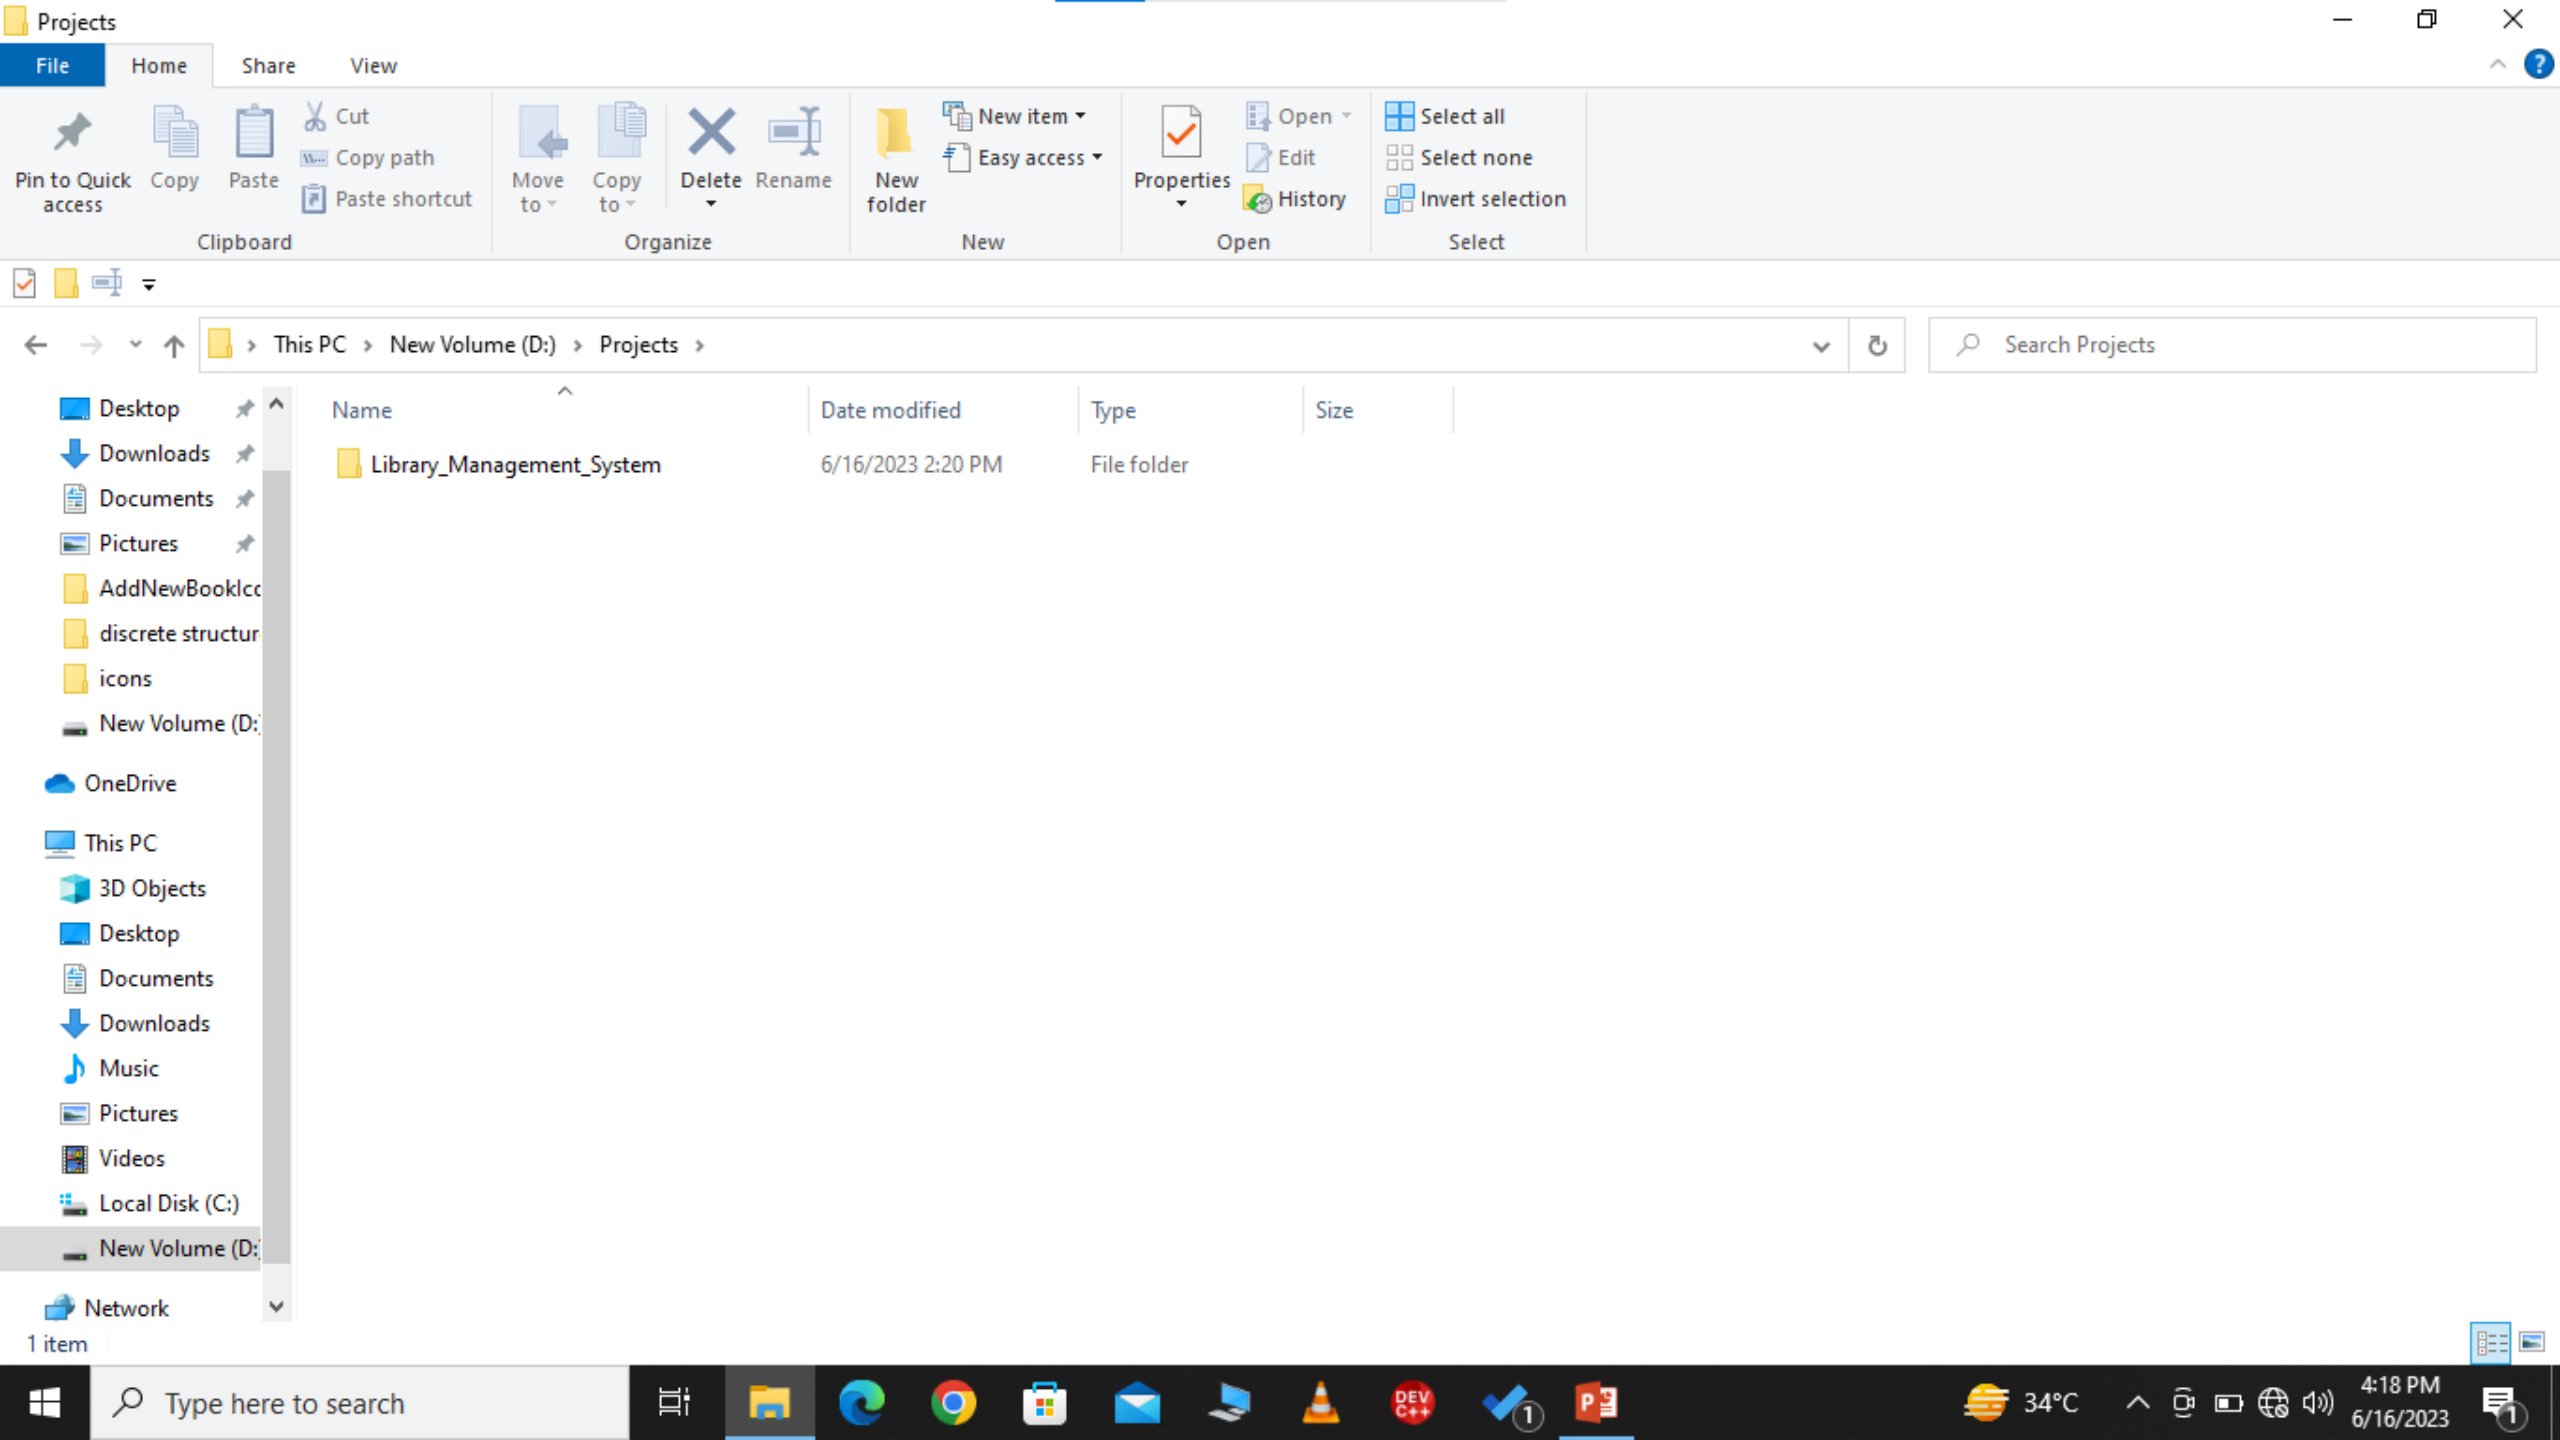 Projects
File Home Share View
Pin to Quick access
Copy
Paste
Cut
Copy path
Paste shortcut
Clipboard
Move to
Copy to
Delete
Rename
Organize
New folder
New item
Easy access
New
Properties
Open
Edit
History
Open
Select all
Select none
Invert selection
Select
This PC New Volume (D:) Projects
Search Projects
Name Date modified Type Size
Library_Management_System 6/16/2023 2:20 PM File folder
Desktop
Downloads
Documents
Pictures
AddNewBookIcc
discrete structur
icons
New Volume (D:
OneDrive
This PC
3D Objects
Desktop
Documents
Downloads
Music
Pictures
Videos
Local Disk (C:)
New Volume (D:
Network
1 item
Type here to search
DEV C++
1
P
34°C
4:18 PM
6/16/2023
1